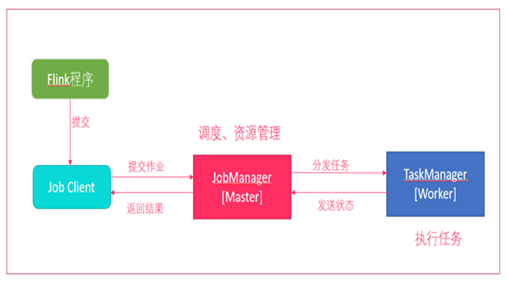 Flink程序
提交
调度、资源管理
提交作业
分发任务
Job Client
JobManager
[Master]
TaskManager
[Worker]
返回结果
发送状态
执行任务